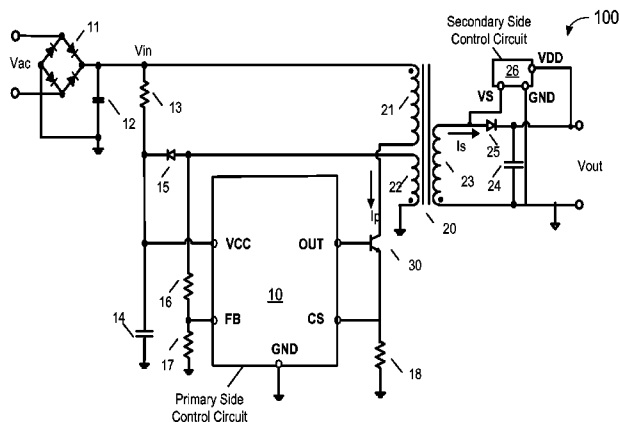 100
Secondary Side
Control Circuit
11
Vin
Vac
26
VDD
VS
GND
12
13
21
Is
25
15
22
23
24
Vout
Ip
20
VCC
OUT
30
16
10
14
FB
CS
17
GND
18
Primary Side
Control Circuit